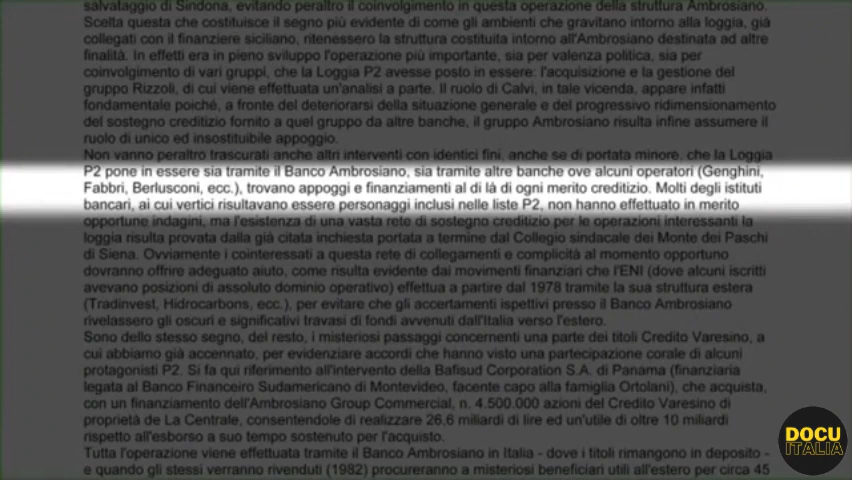 salvataggio di Sindona, evitando peraltro il coinvolgimento in questa operazione della struttura Ambrosiano.
Scelta questa che costituisce il segno più evidente di come gli ambienti che gravitano intorno alla loggia, già
collegati con il finanziere siciliano, ritenessero la struttura costituita intorno all'Ambrosiano destinata ad altre
finalità. In effetti era in pieno sviluppo l'operazione più importante, sia per valenza politica, sia per
coinvolgimento di vari gruppi, che la Loggia P2 avesse posto in essere: l'acquisizione e la gestione del
gruppo Rizzoli, di cui viene effettuata un'analisi a parte. Il ruolo di Calvi, in tale vicenda, appare infatti
fondamentale poiché, a fronte del deteriorarsi della situazione generale e del progressivo ridimensionamento
del sostegno creditizio fornito a quel gruppo da altre banche, il gruppo Ambrosiano risulta infine assumere il
ruolo di unico ed insostituibile appoggio.
Non vanno peraltro trascurati anche altri interventi con identici fini, anche se di portata minore, che la Loggia
P2 pone in essere sia tramite il Banco Ambrosiano, sia tramite altre banche ove alcuni operatori (Genghini,
Fabbri, Berlusconi, ecc.), trovano appoggi e finanziamenti al di là di ogni merito creditizio. Molti degli istituti
bancari, ai cui vertici risultavano essere personaggi inclusi nelle liste P2, non hanno effettuato in merito
opportune indagini, ma l'esistenza di una vasta rete di sostegno creditizio per le operazioni interessanti la
loggia risulta provata dalla già citata inchiesta portata a termine dal Collegio sindacale dei Monte dei Paschi
di Siena. Ovviamente i cointeressati a questa rete di collegamenti e complicità al momento opportuno
dovranno offrire adeguato aiuto, come risulta evidente dai movimenti finanziari che l'ENI (dove alcuni iscritti
avevano posizioni di assoluto dominio operativo) effettua a partire dal 1978 tramite la sua struttura estera
(Tradinvest, Hidrocarbons, ecc.), per evitare che gli accertamenti ispettivi presso il Banco Ambrosiano
rivelassero gli oscuri e significativi travasi di fondi avvenuti dall'Italia verso l'estero.
Sono dello stesso segno, del resto, i misteriosi passaggi concernenti una parte dei titoli Credito Varesino, a
cui abbiamo già accennato, per evidenziare accordi che hanno visto una partecipazione corale di alcuni
protagonisti P2. Si fa qui riferimento all'intervento della Bafisud Corporation S.A. di Panama (finanziaria
legata al Banco Financeiro Sudamericano di Montevideo, facente capo alla famiglia Ortolani), che acquista,
con un finanziamento dell'Ambrosiano Group Commercial, n. 4.500.000 azioni del Credito Varesino di
proprietà de La Centrale, consentendole di realizzare 26,6 miliardi di lire ed un'utile di oltre 10 miliardi
rispetto all'esborso a suo tempo sostenuto per l'acquisto.
Tutta l'operazione viene effettuata tramite il Banco Ambrosiano in Italia - dove i titoli rimangono in deposito -
e quando gli stessi verranno rivenduti (1982) procureranno a misteriosi beneficiari utili all'estero per circa 45
DOCU
ITALIA